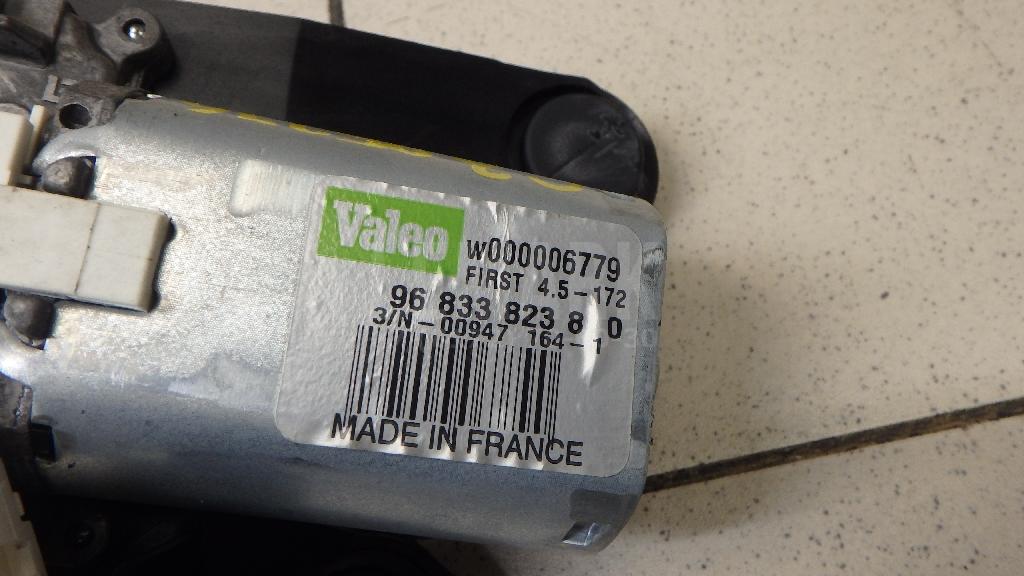 Valeo
W000006779
FIRST 4.5-172
96 833 823 8 0
3/N-00947 164-1
MADE IN FRANCE
L